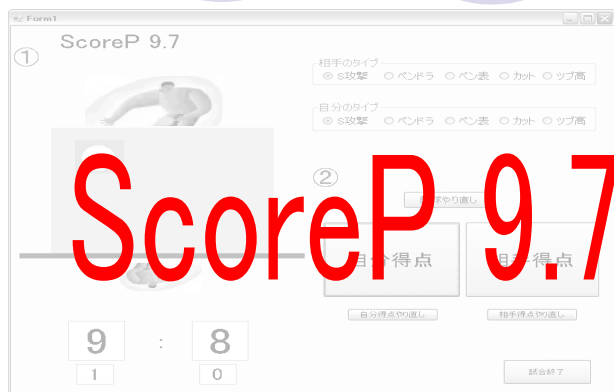 Form1
ScoreP 9.7
①
相手のタイプ
S攻撃 ペンドラ ペン表 カット ツブ高
自分のタイプ
S攻撃 ペンドラ ペン表 カット ツブ高
②
やり直し
ScoreP 9.7
自分得点 相手得点
自分得点やり直し 相手得点やり直し
9 : 8
1 0
試合終了